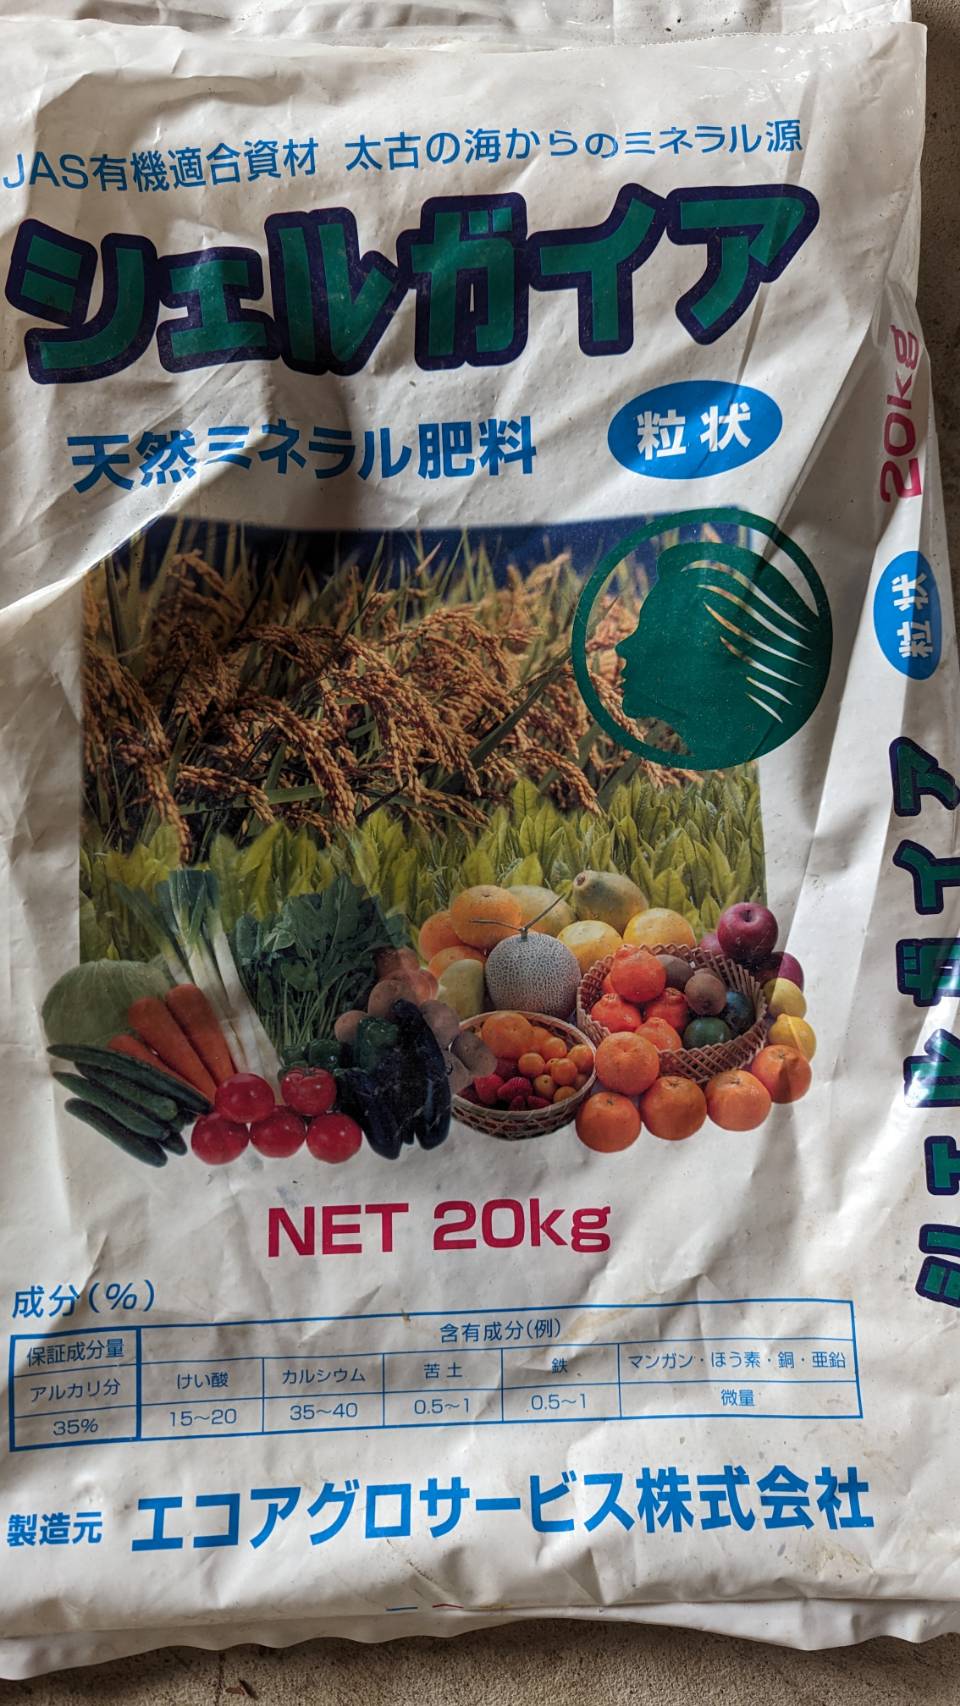 JAS有機適合資材 太古の海からのミネラル源
シェルガイア
天然ミネラル肥料 粒状
NET 20kg
成分(%)
保証成分量 含有成分(例)
アルカリ分 けい酸 カルシウム 苦土 鉄 マンガン・ほう素・銅・亜鉛
35% 15〜20 35〜40 0.5〜1 0.5〜1 微量
製造元 エコアグロサービス株式会社
シェルガイア 粒状 20kg